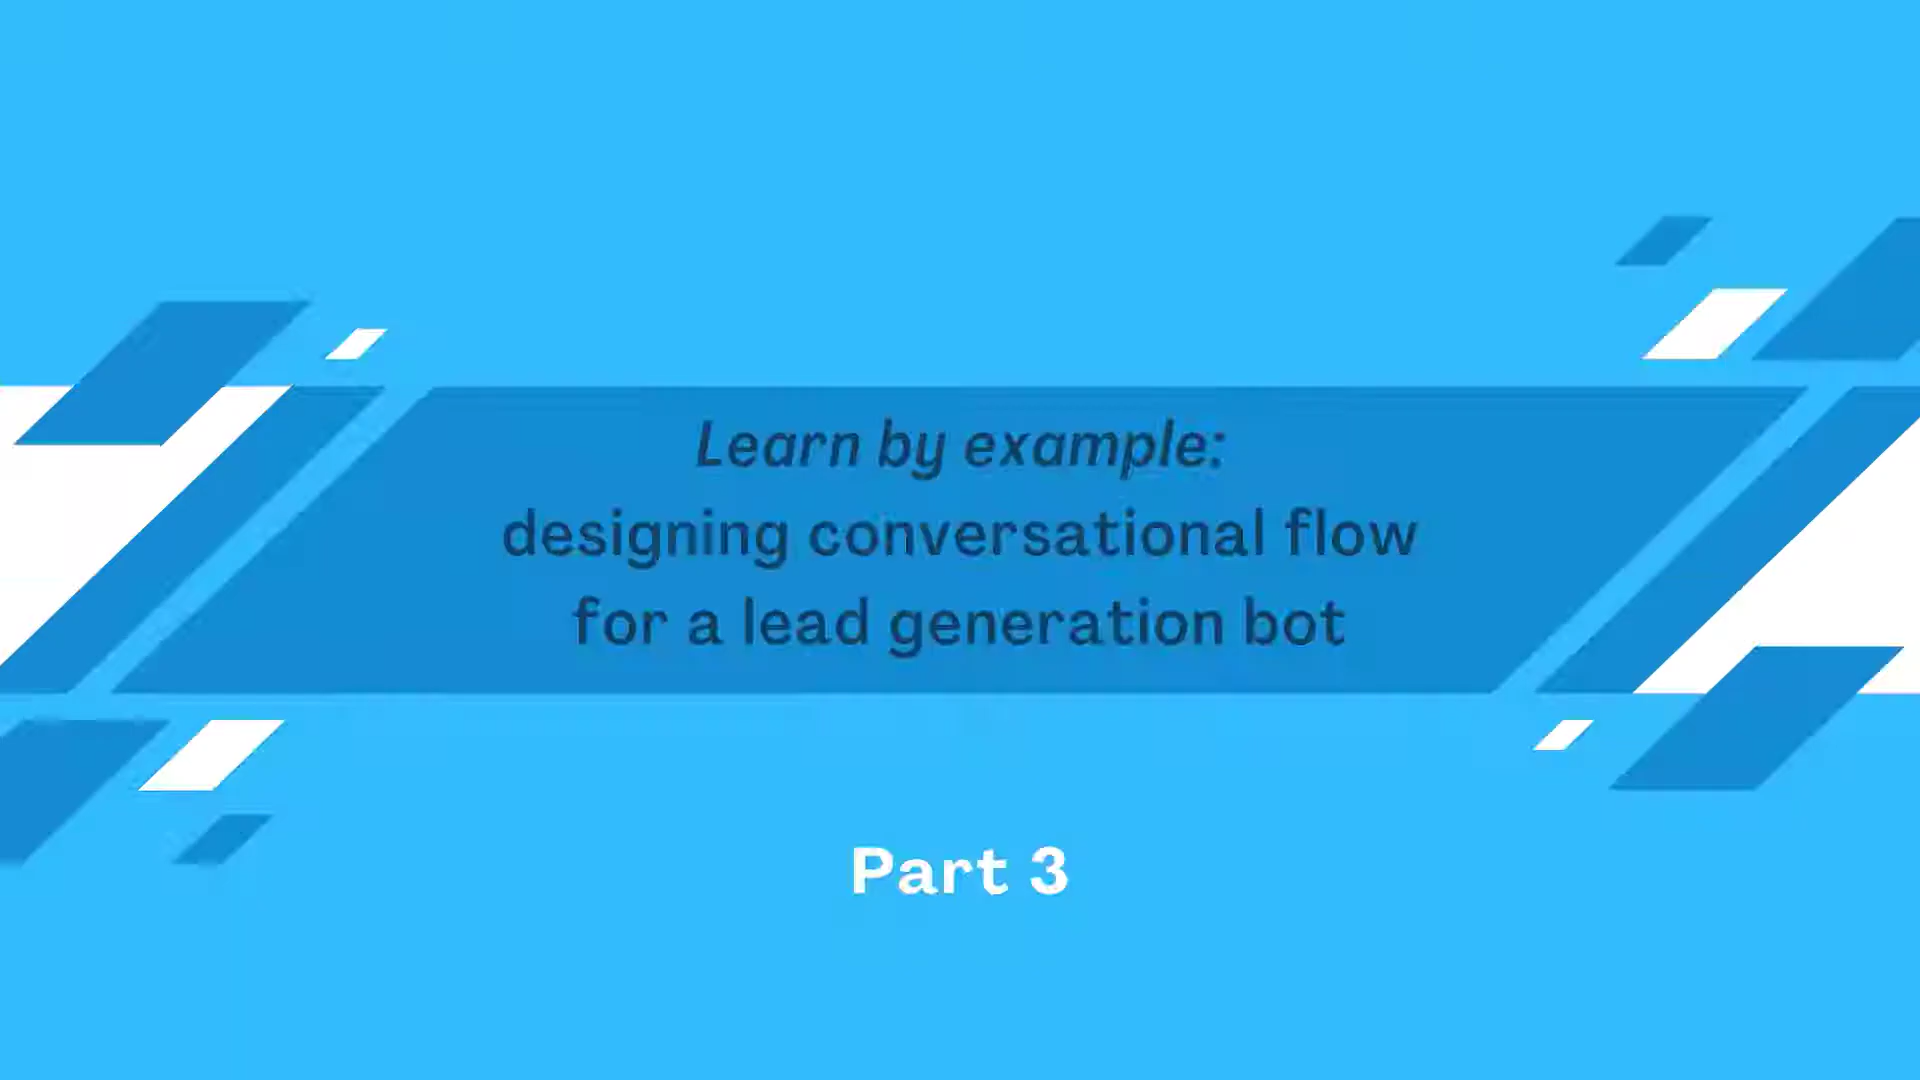 Learn by example:
designing conversational flow
for a lead generation bot
Part 3